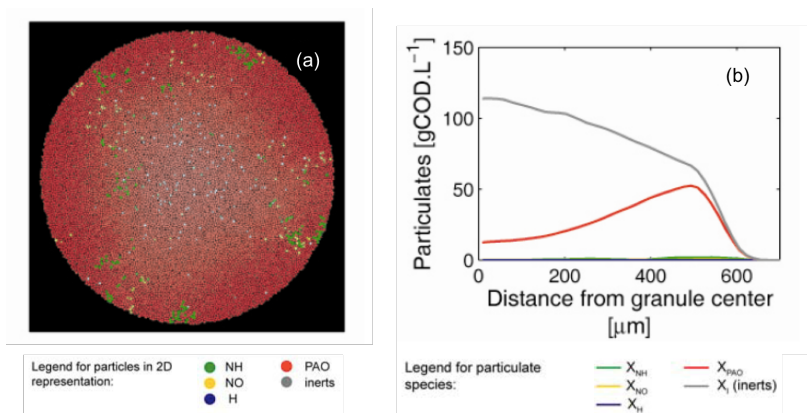 (a)
Legend for particles in 2D
representation:
NH
NO
H
PAO
inerts
(b)
Particulates [gCOD.L⁻¹]
150
100
50
0
0 200 400 600
Distance from granule center
[μm]
Legend for particulate
species:
X_NH
X_NO
X_H
X_PAO
X_I (inerts)